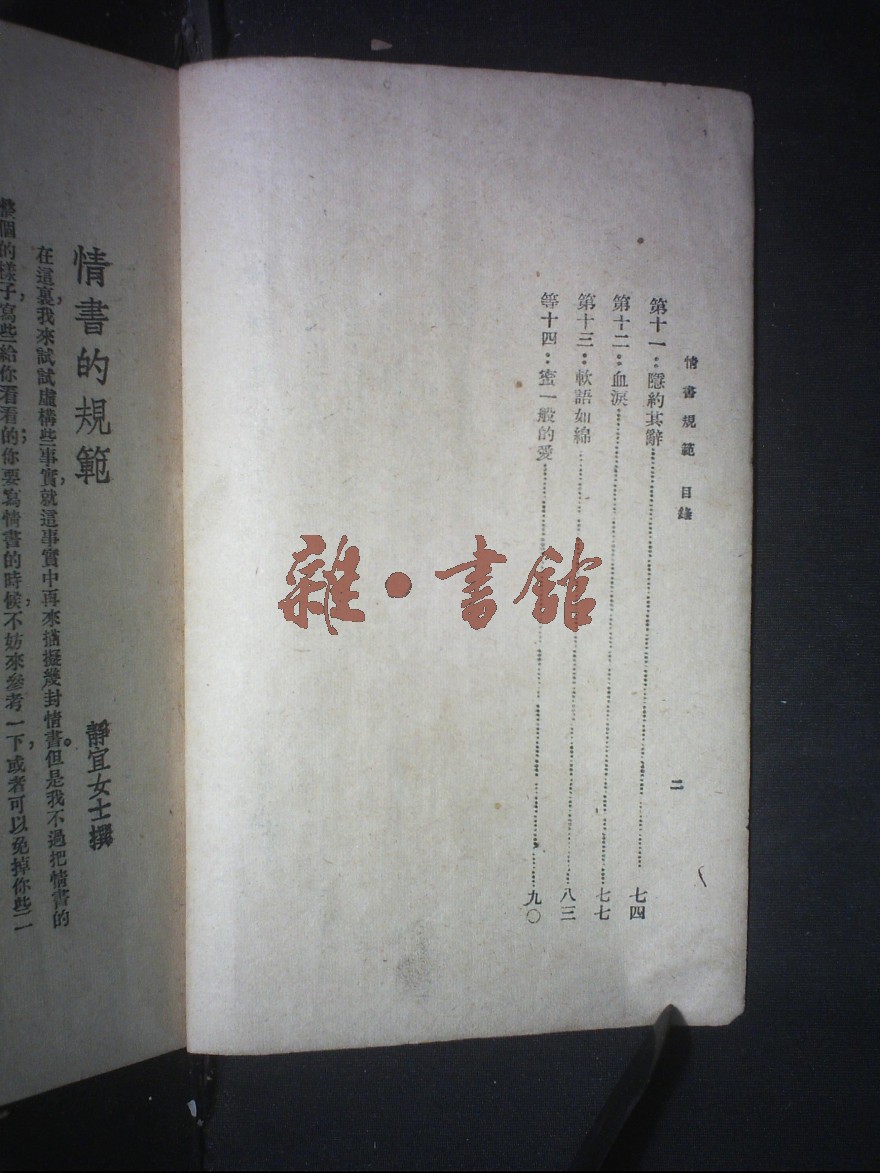 情書規範 目錄
二
第十一：隱約其辭…………七四
第十二：血淚…………七七
第十三：軟語如綿…………八三
等十四：蜜一般的愛…………九〇
雜•書館
情書的規範
靜宜女士撰
在這裏，我來試試虛構些事實，就這事實中再來描擬幾封情書。但是我不過把情書的
整個的樣子，寫些給你看看的；你要寫情書的時候，不妨來參考一下，或者可以免掉你些二